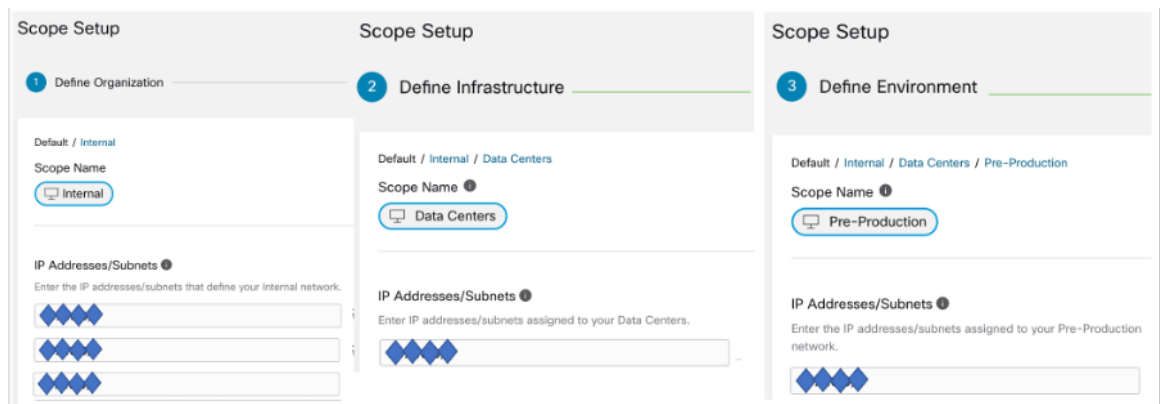 Scope Setup
1 Define Organization
Default / Internal
Scope Name
Internal
IP Addresses/Subnets
Enter the IP addresses/subnets that define your internal network.
Scope Setup
2 Define Infrastructure
Default / Internal / Data Centers
Scope Name
Data Centers
IP Addresses/Subnets
Enter IP addresses/subnets assigned to your Data Centers.
Scope Setup
3 Define Environment
Default / Internal / Data Centers / Pre-Production
Scope Name
Pre-Production
IP Addresses/Subnets
Enter the IP addresses/subnets assigned to your Pre-Production
network.